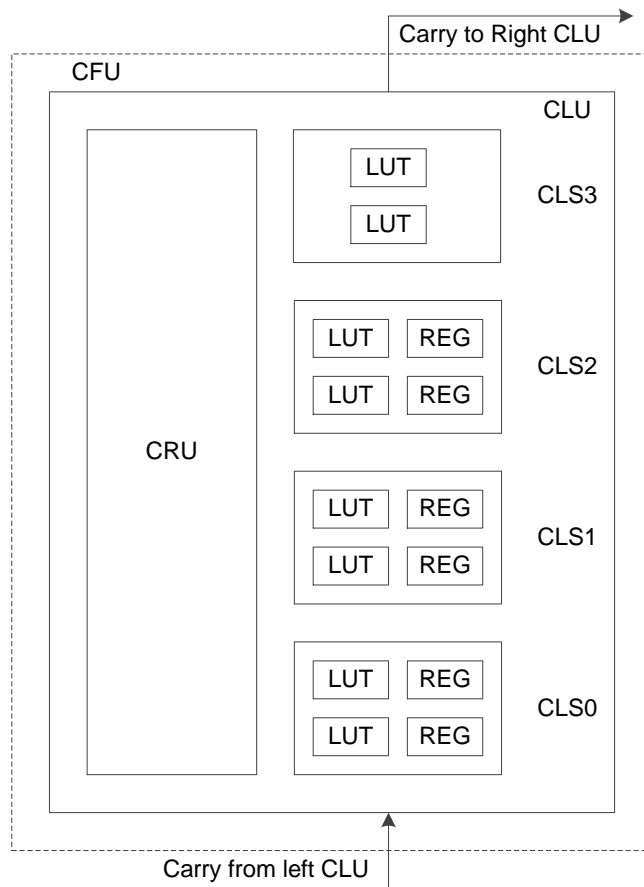 Carry to Right CLU
CFU
CLU
LUT
CLS3
LUT
LUT REG
CLS2
LUT REG
CRU
LUT REG
CLS1
LUT REG
LUT REG
CLS0
LUT REG
Carry from left CLU